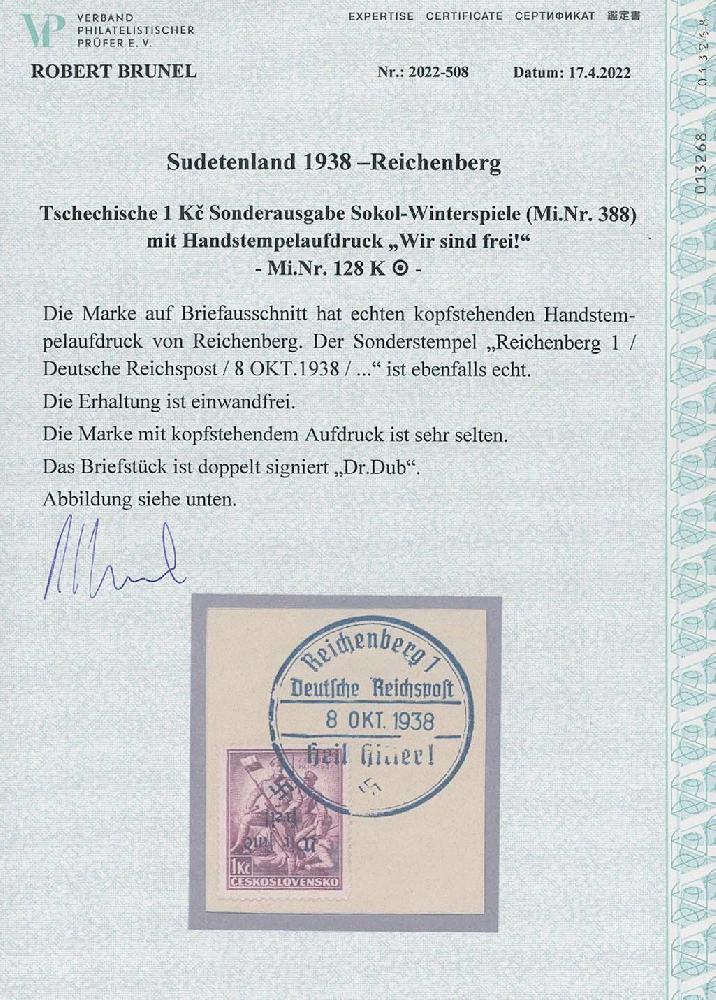 VP
VERBAND
PHILATELISTISCHER
PRÜFER E. V.
EXPERTISE CERTIFICATE СЕРТИФИКАТ 鑑定書
ROBERT BRUNEL
Nr.: 2022-508 Datum: 17.4.2022
013268
013268
Sudetenland 1938 –Reichenberg
Tschechische 1 Kč Sonderausgabe Sokol-Winterspiele (Mi.Nr. 388)
mit Handstempelaufdruck „Wir sind frei!“
- Mi.Nr. 128 K ⊙ -
Die Marke auf Briefausschnitt hat echten kopfstehenden Handstem-
pelaufdruck von Reichenberg. Der Sonderstempel „Reichenberg 1 /
Deutsche Reichspost / 8 OKT.1938 / ...“ ist ebenfalls echt.
Die Erhaltung ist einwandfrei.
Die Marke mit kopfstehendem Aufdruck ist sehr selten.
Das Briefstück ist doppelt signiert „Dr.Dub“.
Abbildung siehe unten.
Reichenberg 1
Deutsche Reichspost
8 OKT. 1938
Heil Hitler!
1Kč
ČESKOSLOVENSKO